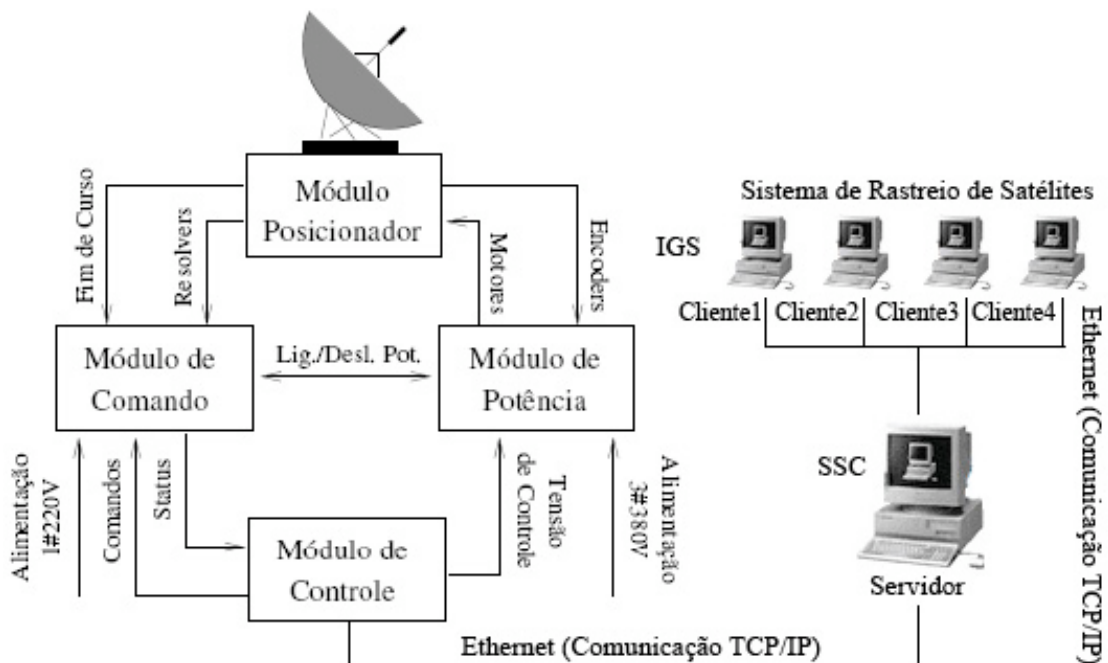 Módulo
Posicionador
Fim de Curso
Resolvers
Motores
Encoders
Módulo de
Comando
Lig./Desl. Pot.
Módulo de
Potência
Alimentação
1#220V
Comandos
Status
Tensão
de Controle
Alimentação
3#380V
Módulo de
Controle
Ethernet (Comunicação TCP/IP)
Sistema de Rastreio de Satélites
IGS
Cliente1
Cliente2
Cliente3
Cliente4
Ethernet (Comunicação TCP/IP)
SSC
Servidor